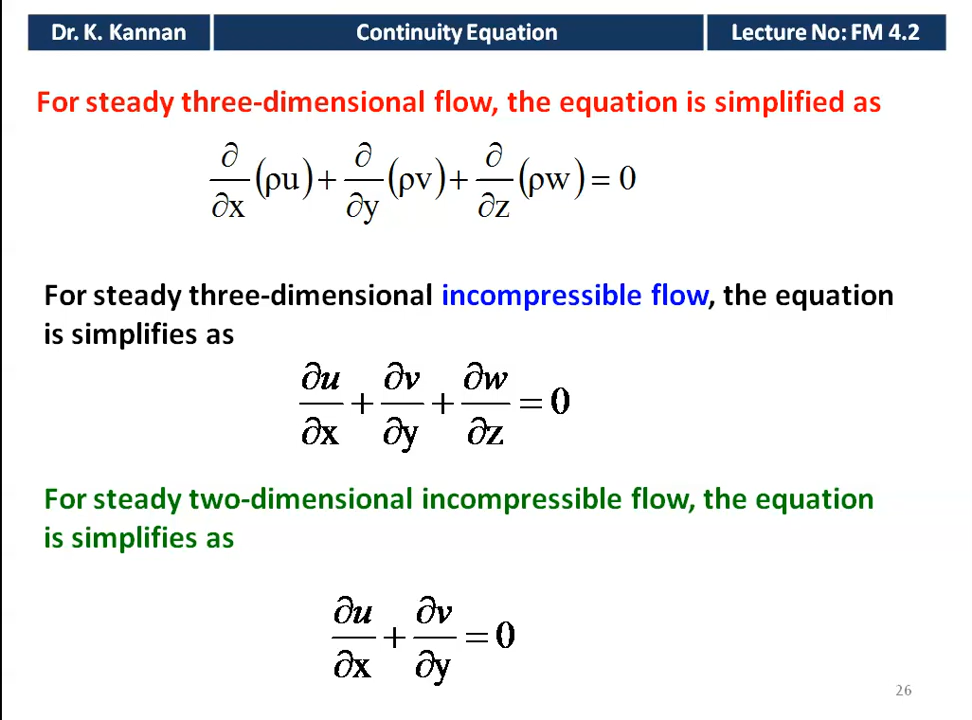 Dr. K. Kannan
Continuity Equation
Lecture No: FM 4.2
For steady three-dimensional flow, the equation is simplified as
∂/∂x (ρu) + ∂/∂y (ρv) + ∂/∂z (ρw) = 0
For steady three-dimensional incompressible flow, the equation
is simplifies as
∂u/∂x + ∂v/∂y + ∂w/∂z = 0
For steady two-dimensional incompressible flow, the equation
is simplifies as
∂u/∂x + ∂v/∂y = 0
26